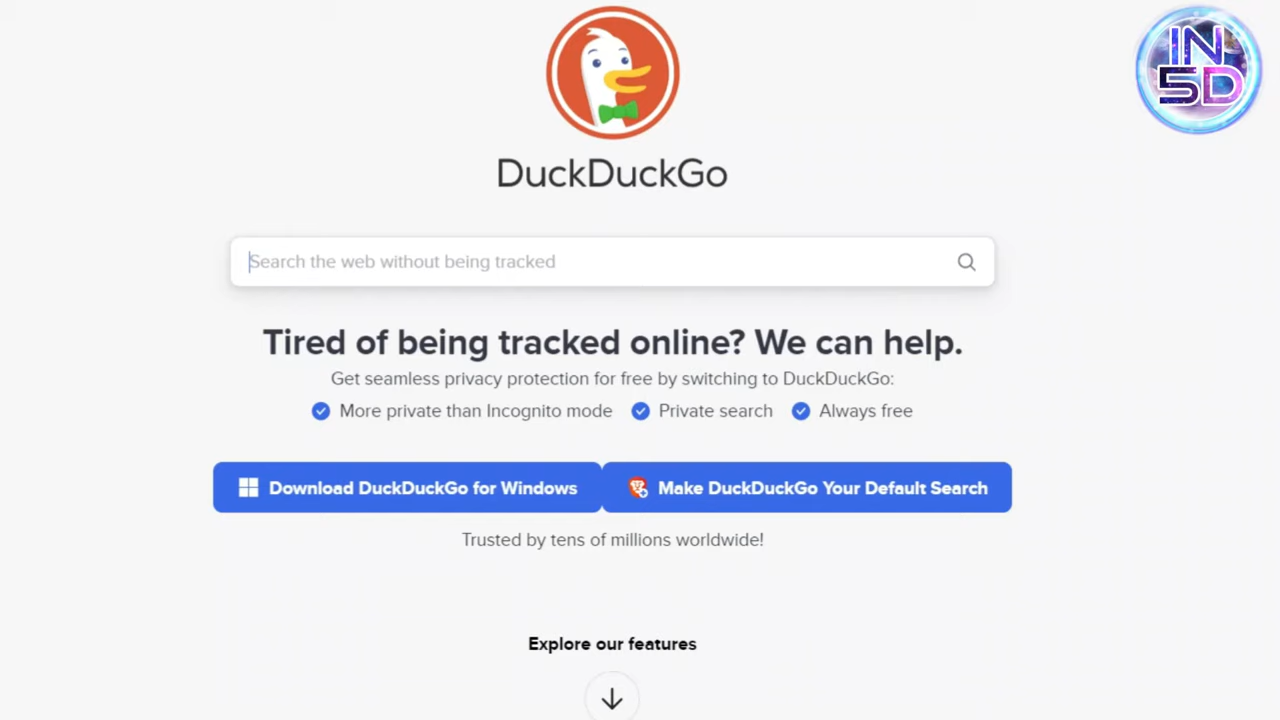 IN
5D
DuckDuckGo
Search the web without being tracked
Tired of being tracked online? We can help.
Get seamless privacy protection for free by switching to DuckDuckGo:
More private than Incognito mode Private search Always free
Download DuckDuckGo for Windows Make DuckDuckGo Your Default Search
Trusted by tens of millions worldwide!
Explore our features